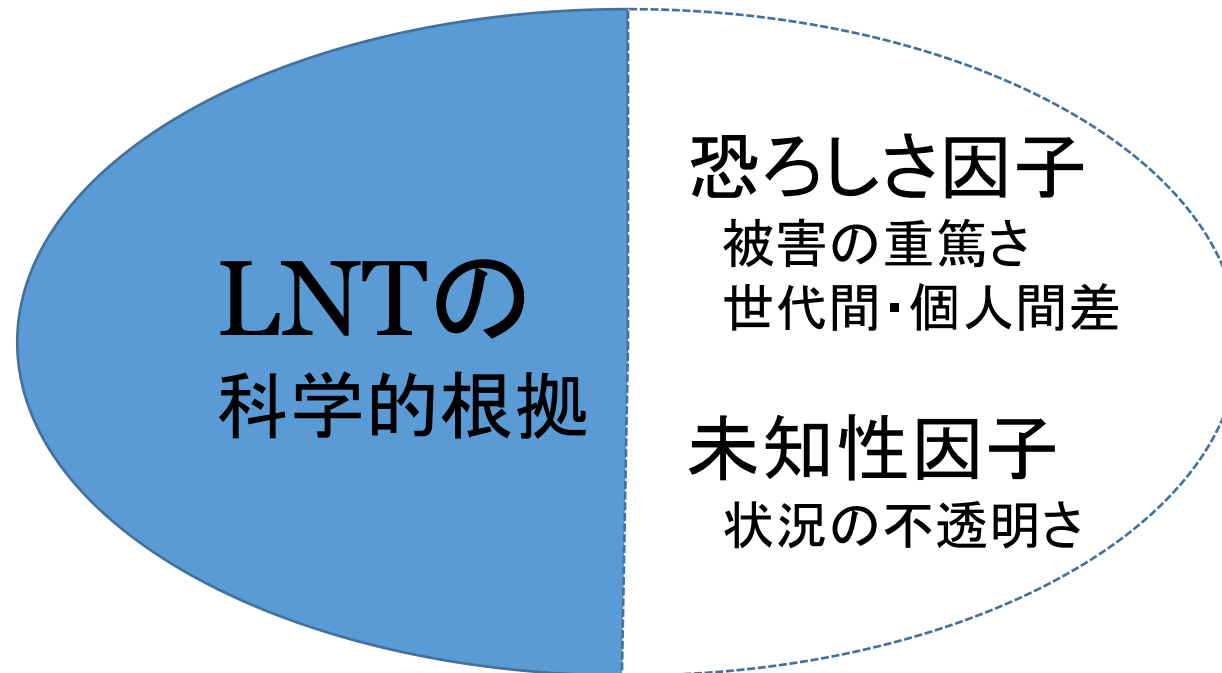 LNTの
科学的根拠
恐ろしさ因子
被害の重篤さ
世代間・個人間差
未知性因子
状況の不透明さ